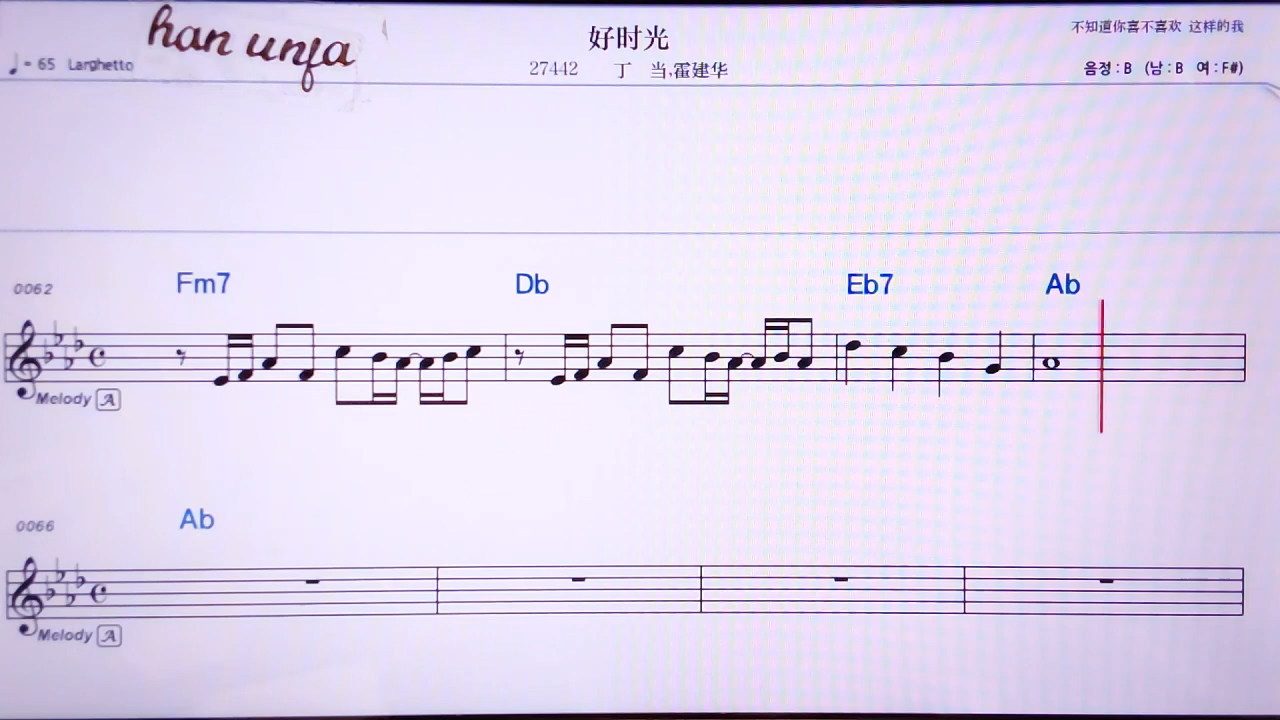 han unfa
好时光
不知道你喜不喜欢 这样的我
♩= 65 Larghetto
27442 丁 当,霍建华
음정 : B (남 : B 여 : F#)
0062
Fm7 Db Eb7 Ab
Melody A
0066
Ab
Melody A